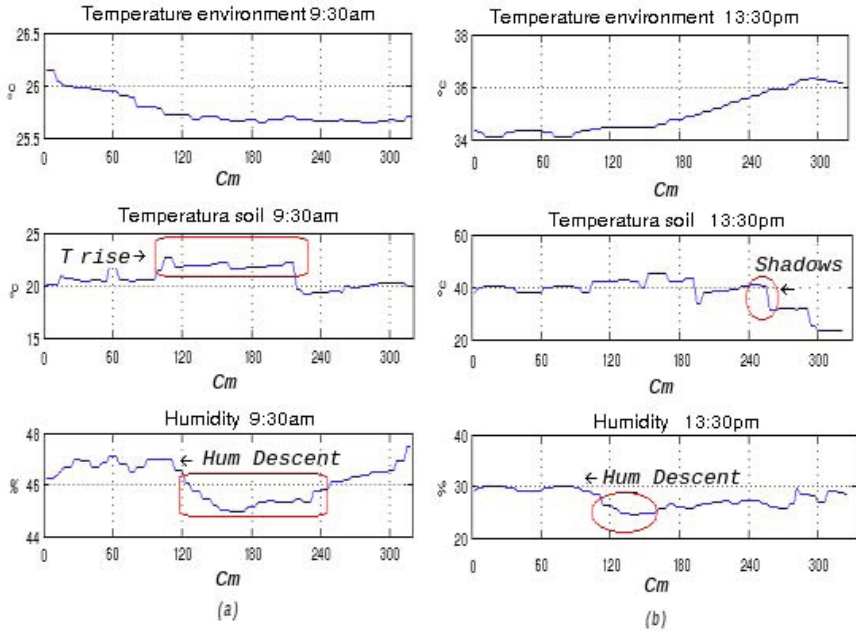 Temperature environment 9:30am
26.5
26
25.5
°C
0 60 120 180 240 300
Cm
Temperatura soil 9:30am
T rise→
25
20
15
°C
0 60 120 180 240 300
Humidity 9:30am
48
46
44
%
← Hum Descent
0 60 120 180 240 300
Cm
(a)
Temperature environment 13:30pm
38
36
34
°C
0 60 120 180 240 300
Cm
Temperatura soil 13:30pm
60
40
20
°C
Shadows
←
0 60 120 180 240 300
Humidity 13:30pm
40
30
20
%
← Hum Descent
0 60 120 180 240 300
Cm
(b)